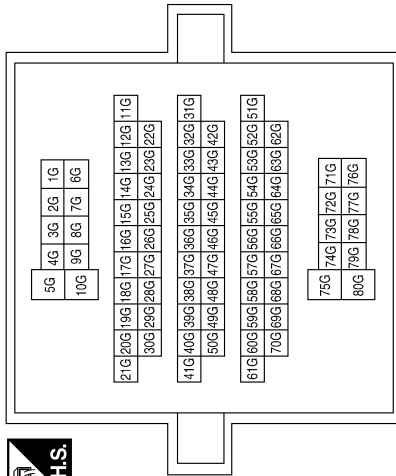 5G 4G 3G 2G 1G
10G 9G 8G 7G 6G
21G 20G 19G 18G 17G 16G 15G 14G 13G 12G 11G
30G 29G 28G 27G 26G 25G 24G 23G 22G
41G 40G 39G 38G 37G 36G 35G 34G 33G 32G 31G
50G 49G 48G 47G 46G 45G 44G 43G 42G
61G 60G 59G 58G 57G 56G 55G 54G 53G 52G 51G
70G 69G 68G 67G 66G 65G 64G 63G 62G
75G 74G 73G 72G 71G
80G 79G 78G 77G 76G
H.S.